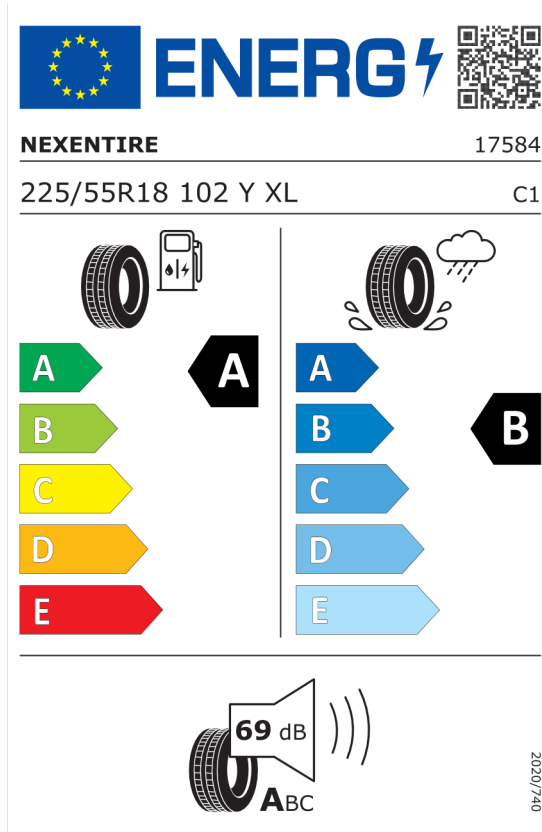 ENERG
NEXENTIRE 17584
225/55R18 102 Y XL C1
A A
B
C
D
E
A
B B
C
D
E
69 dB
ABC
2020/740